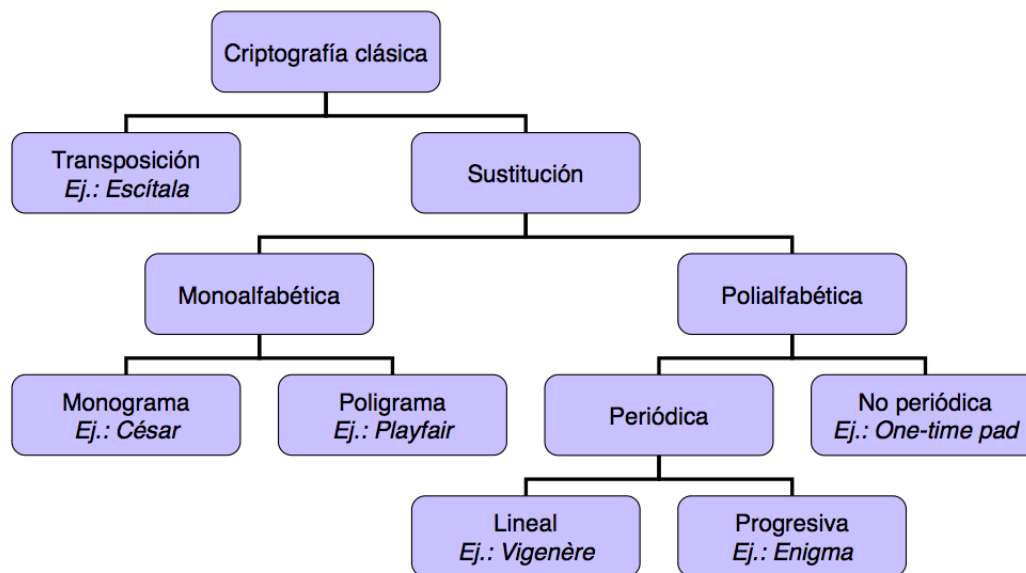 Criptografía clásica
Transposición
Ej.: Escítala
Sustitución
Monoalfabética
Polialfabética
Monograma
Ej.: César
Poligrama
Ej.: Playfair
Periódica
No periódica
Ej.: One-time pad
Lineal
Ej.: Vigenère
Progresiva
Ej.: Enigma